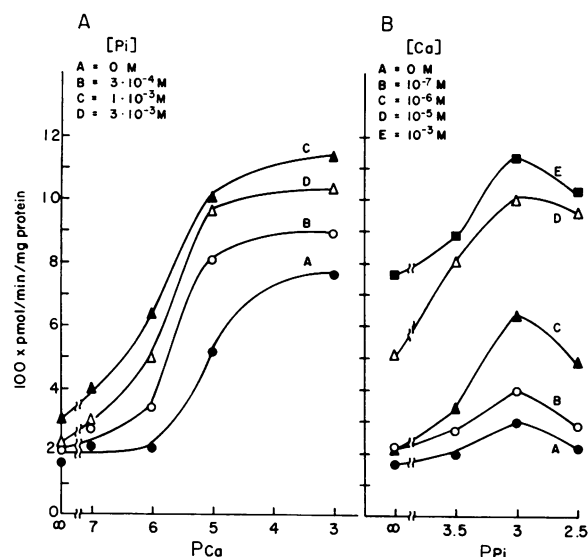 A
[Pi]
A = 0 M
B = 3·10⁻⁴ M
C = 1·10⁻³ M
D = 3·10⁻³ M
B
[Ca]
A = 0 M
B = 10⁻⁷ M
C = 10⁻⁶ M
D = 10⁻⁵ M
E = 10⁻³ M
100 x pmol/min/mg protein
12
10
8
6
4
2
0
C
D
B
A
E
D
C
B
A
∞ 7 6 5 4 3
PCa
∞ 3.5 3 2.5
PPi